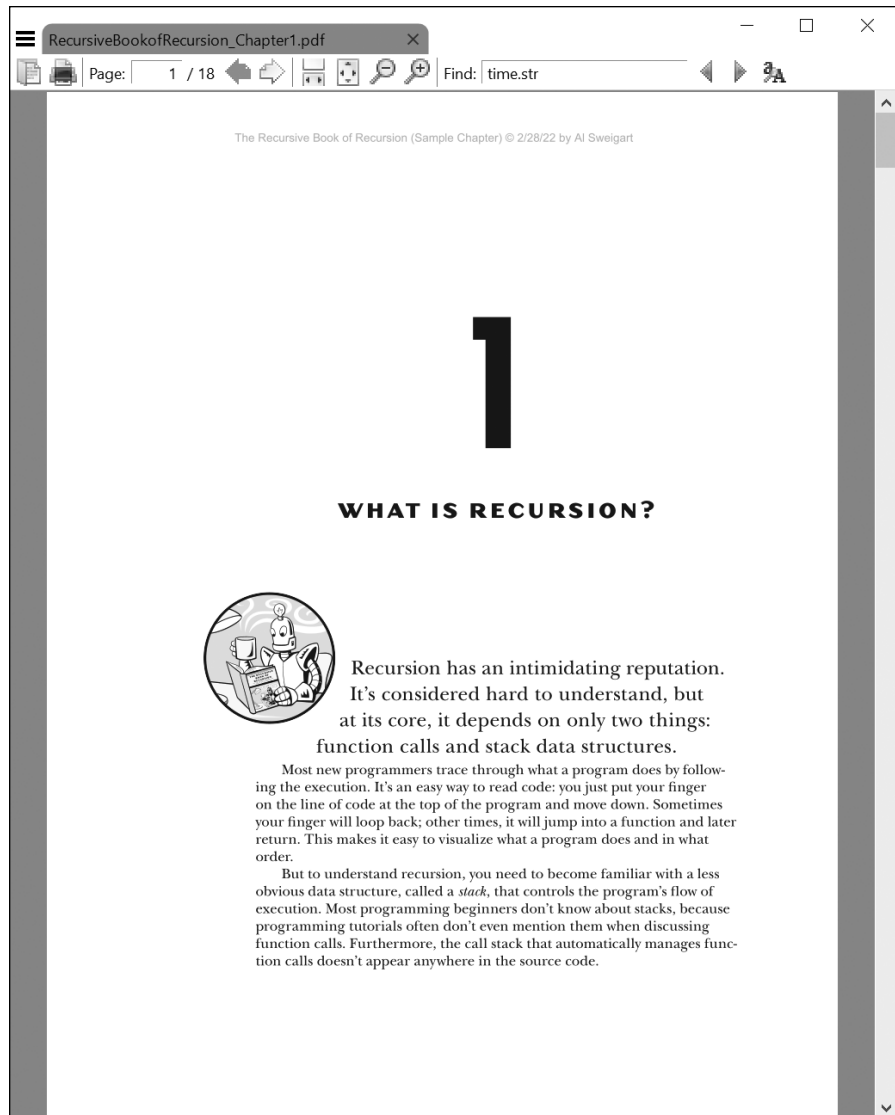 RecursiveBookofRecursion_Chapter1.pdf
Page: 1 / 18 Find: time.str
The Recursive Book of Recursion (Sample Chapter) © 2/28/22 by Al Sweigart
1
WHAT IS RECURSION?
Recursion has an intimidating reputation.
It’s considered hard to understand, but
at its core, it depends on only two things:
function calls and stack data structures.
Most new programmers trace through what a program does by follow-
ing the execution. It’s an easy way to read code: you just put your finger
on the line of code at the top of the program and move down. Sometimes
your finger will loop back; other times, it will jump into a function and later
return. This makes it easy to visualize what a program does and in what
order.
But to understand recursion, you need to become familiar with a less
obvious data structure, called a stack, that controls the program’s flow of
execution. Most programming beginners don’t know about stacks, because
programming tutorials often don’t even mention them when discussing
function calls. Furthermore, the call stack that automatically manages func-
tion calls doesn’t appear anywhere in the source code.